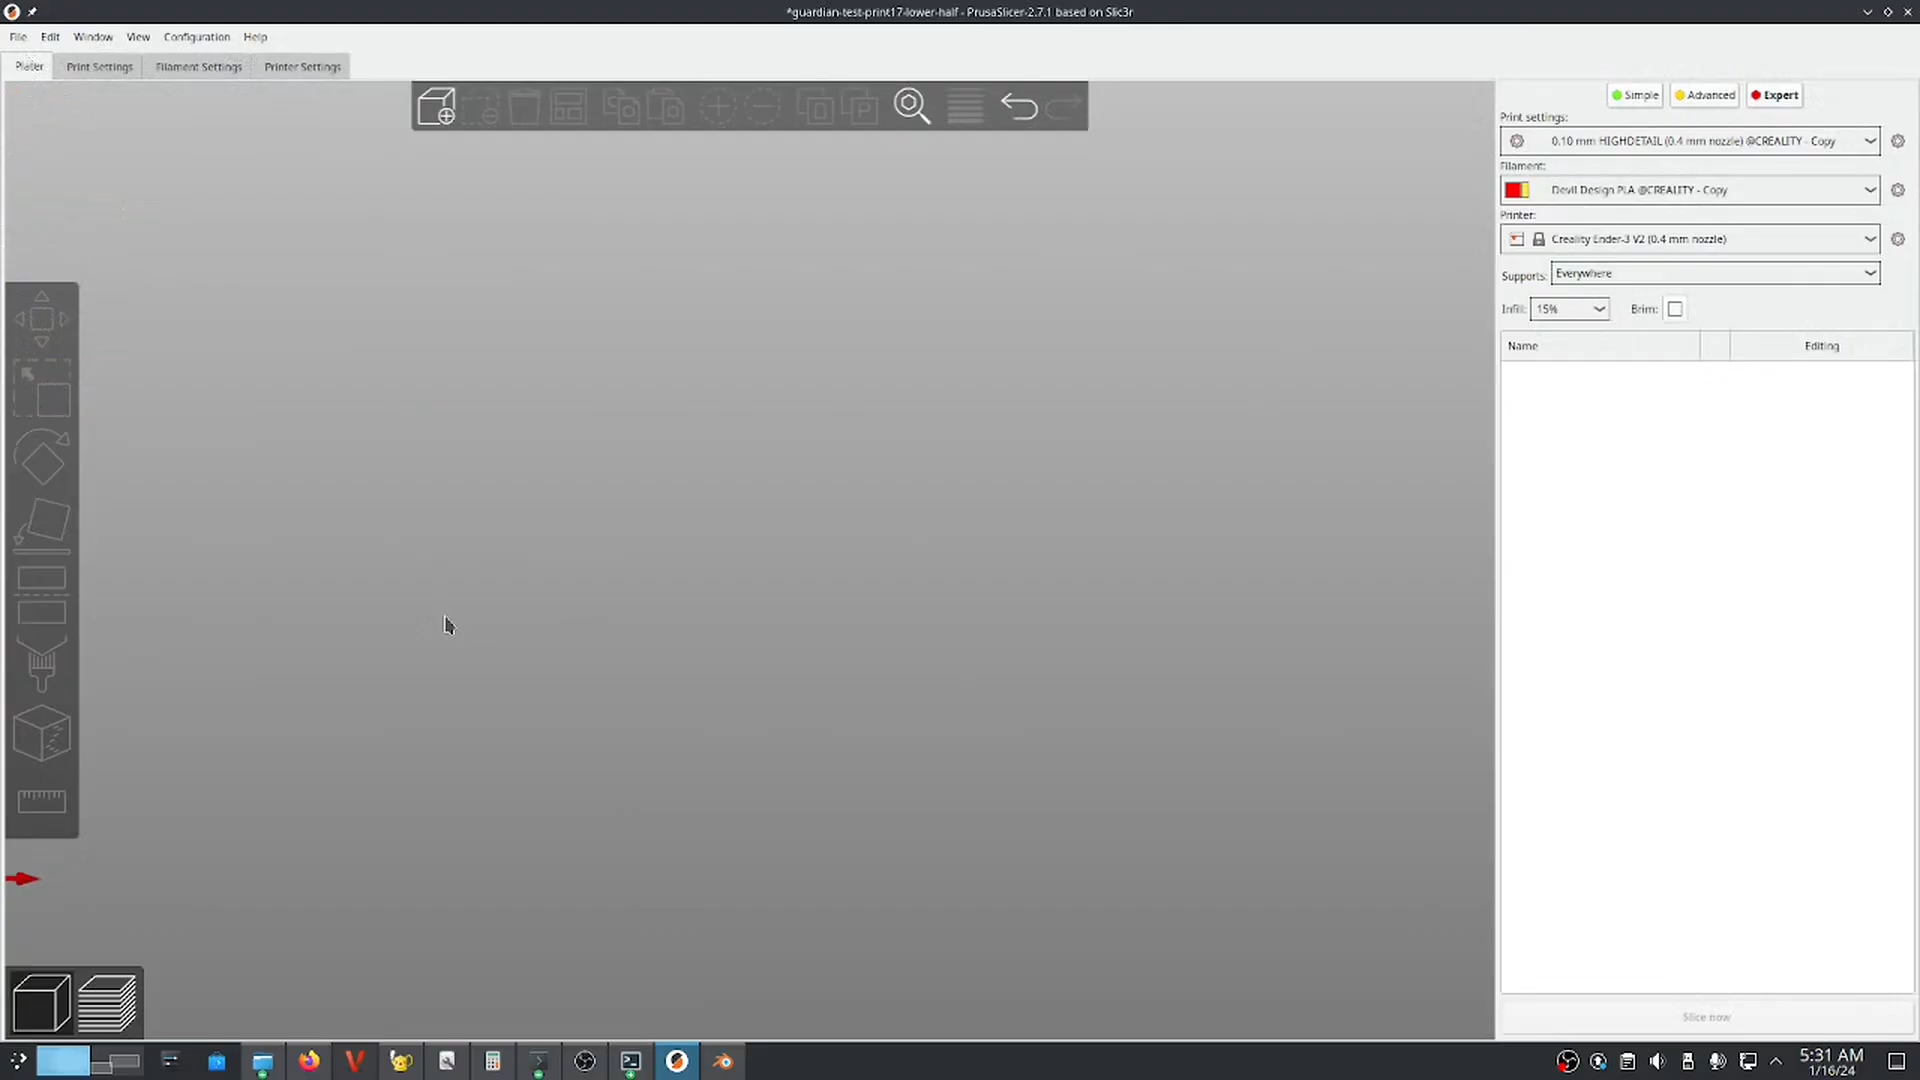 *guardian-test-print17-lower-half - PrusaSlicer-2.7.1 based on Slic3r
File Edit Window View Configuration Help
Plater Print Settings Filament Settings Printer Settings
Simple Advanced Expert
Print settings:
0.10 mm HIGHDETAIL (0.4 mm nozzle) @CREALITY - Copy
Filament:
Devil Design PLA @CREALITY - Copy
Printer:
Creality Ender-3 V2 (0.4 mm nozzle)
Supports: Everywhere
Infill: 15% Brim:
Name Editing
Slice now
5:31 AM
1/16/24